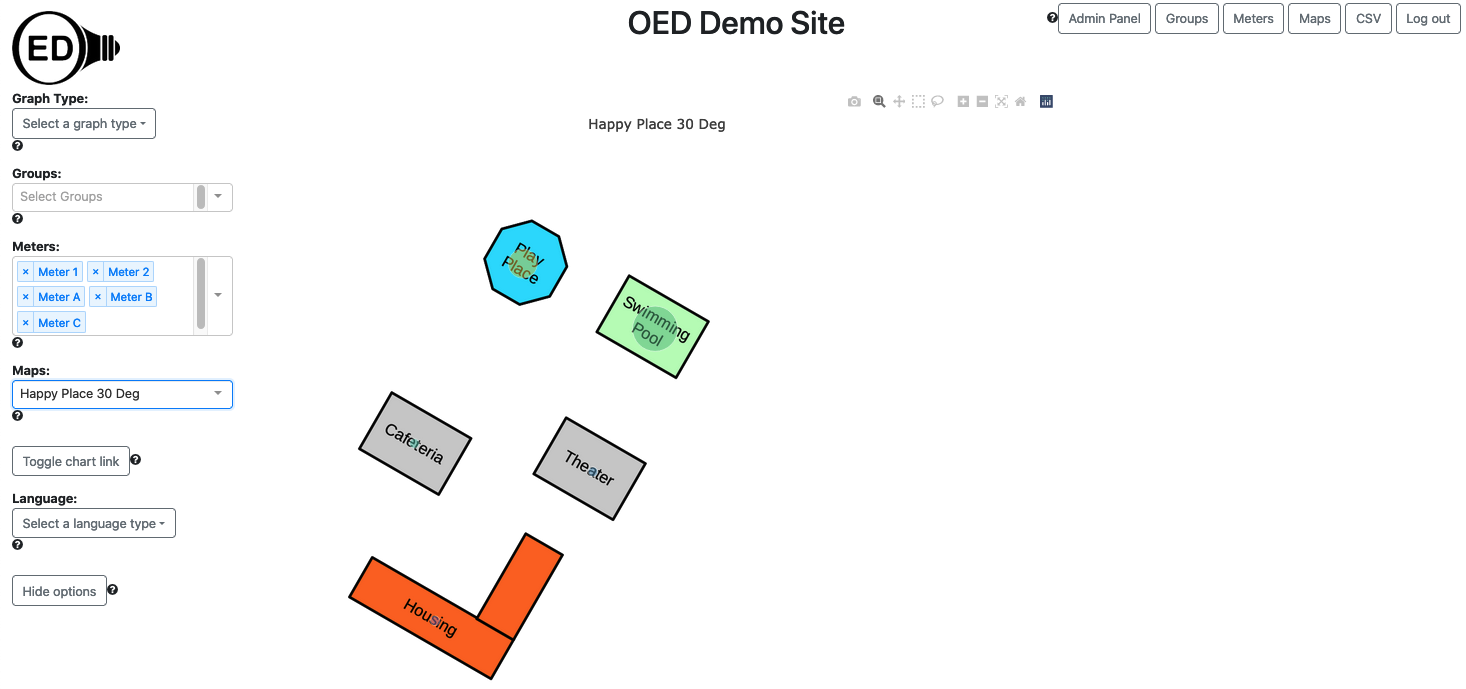 ED
OED Demo Site
Admin Panel
Groups
Meters
Maps
CSV
Log out
Graph Type:
Select a graph type
Groups:
Select Groups
Meters:
× Meter 1 × Meter 2
× Meter A × Meter B
× Meter C
Maps:
Happy Place 30 Deg
Toggle chart link
Language:
Select a language type
Hide options
Happy Place 30 Deg
Play
Place
Swimming
Pool
Cafeteria
Theater
Housing